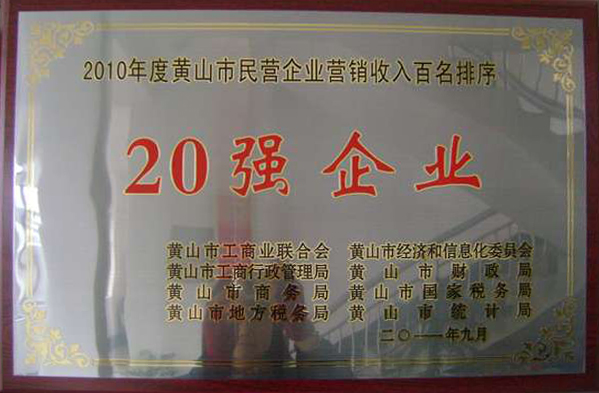 2010年度黄山市民营企业营销收入百名排序
20强企业
黄山市工商业联合会 黄山市经济和信息化委员会
黄山市工商行政管理局 黄山市财政局
黄山市商务局 黄山市国家税务局
黄山市地方税务局 黄山市统计局
二〇一一年九月